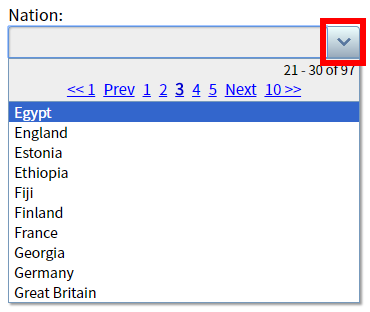 Nation:
21 - 30 of 97
<< 1 Prev 1 2 3 4 5 Next 10 >>
Egypt
England
Estonia
Ethiopia
Fiji
Finland
France
Georgia
Germany
Great Britain